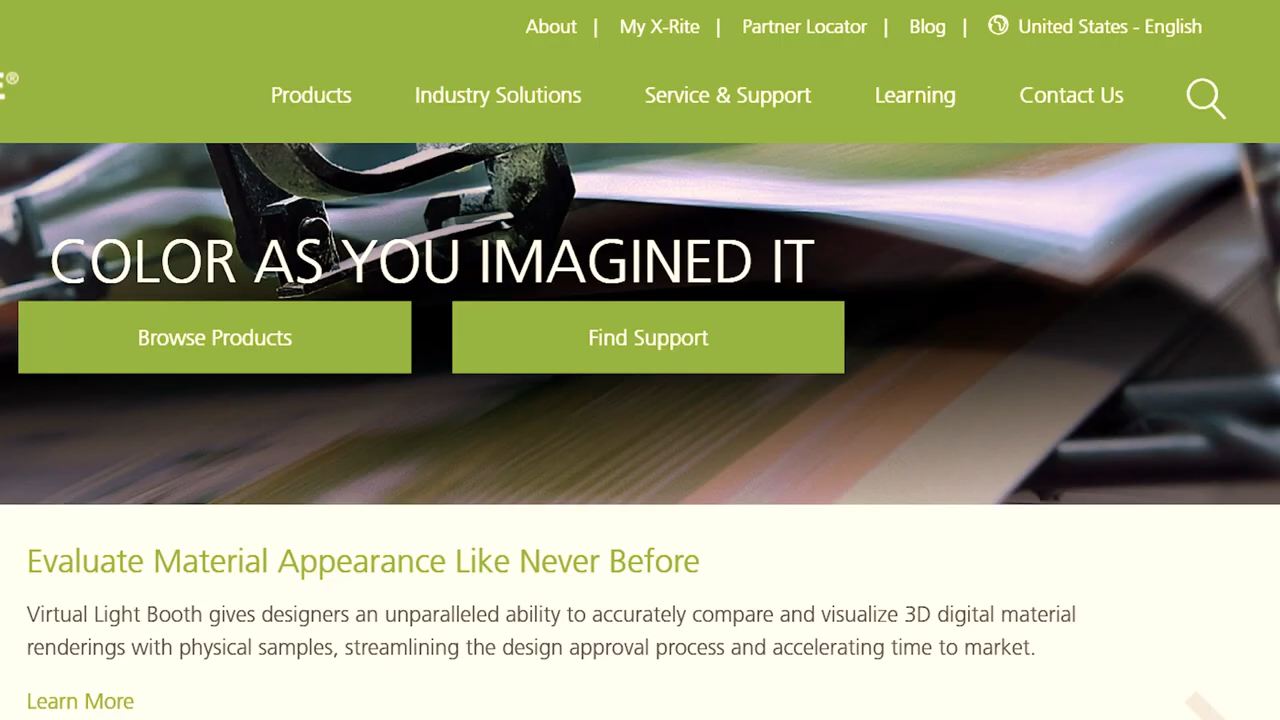 About | My X-Rite | Partner Locator | Blog | United States - English
E®
Products Industry Solutions Service & Support Learning Contact Us
COLOR AS YOU IMAGINED IT
Browse Products Find Support
Evaluate Material Appearance Like Never Before
Virtual Light Booth gives designers an unparalleled ability to accurately compare and visualize 3D digital material
renderings with physical samples, streamlining the design approval process and accelerating time to market.
Learn More